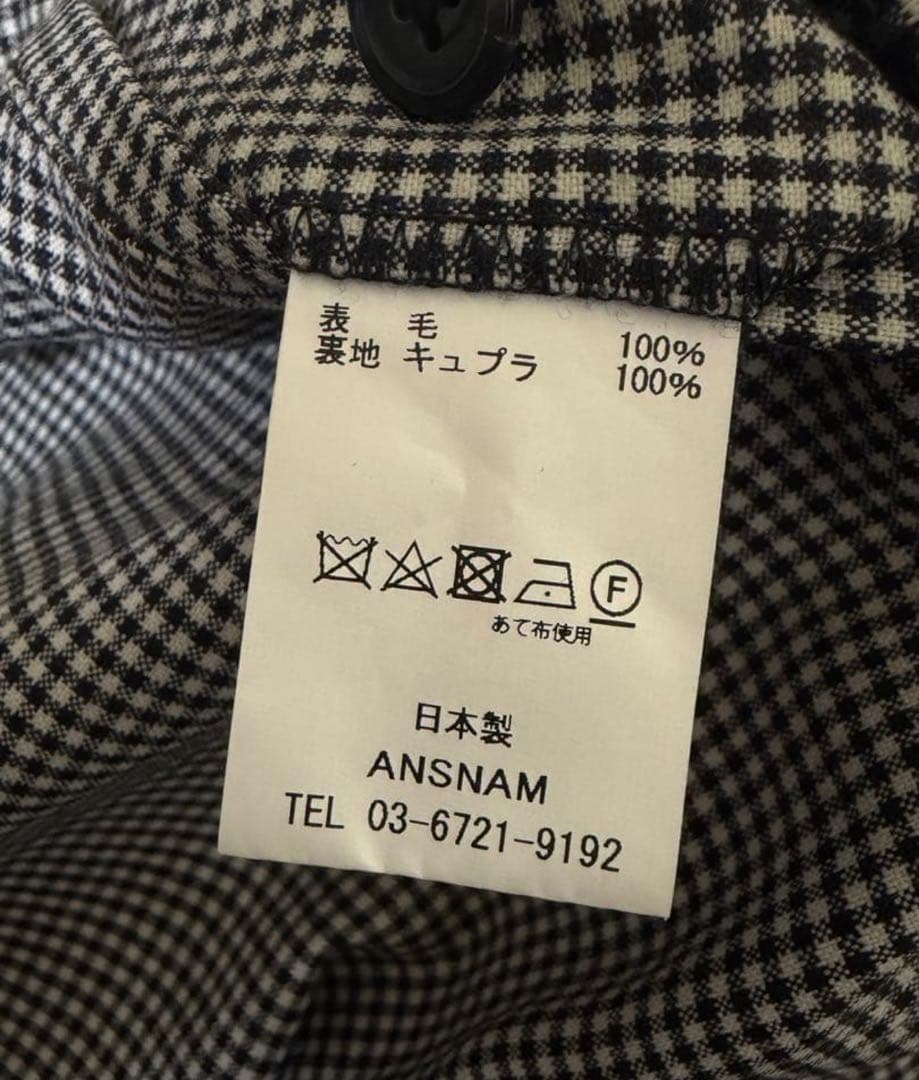 表 毛 100%
裏地 キュプラ 100%
F
あて布使用
日本製
ANSNAM
TEL 03-6721-9192